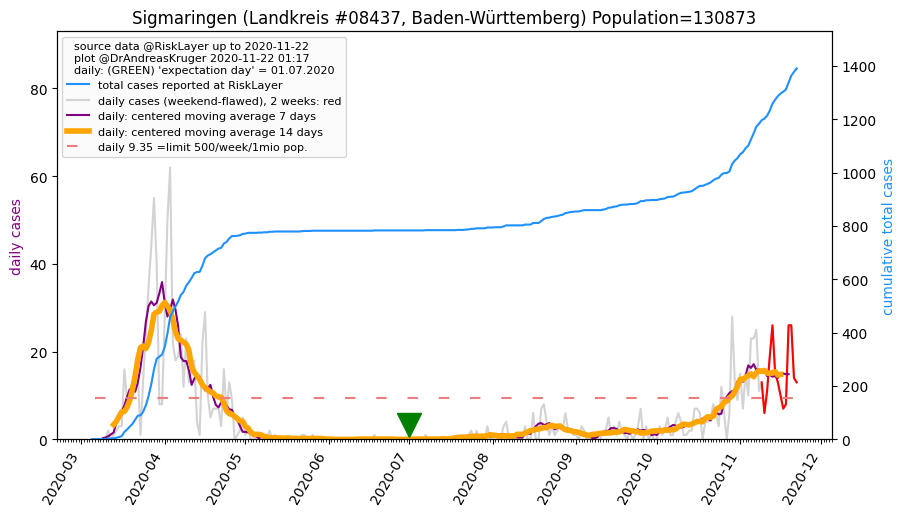 Sigmaringen (Landkreis #08437, Baden-Württemberg) Population=130873
source data @RiskLayer up to 2020-11-22
plot @DrAndreasKruger 2020-11-22 01:17
daily: (GREEN) 'expectation day' = 01.07.2020
total cases reported at RiskLayer
daily cases (weekend-flawed), 2 weeks: red
daily: centered moving average 7 days
daily: centered moving average 14 days
daily 9.35 =limit 500/week/1mio pop.
daily cases
80
60
40
20
0
cumulative total cases
1400
1200
1000
800
600
400
200
0
2020-03
2020-04
2020-05
2020-06
2020-07
2020-08
2020-09
2020-10
2020-11
2020-12